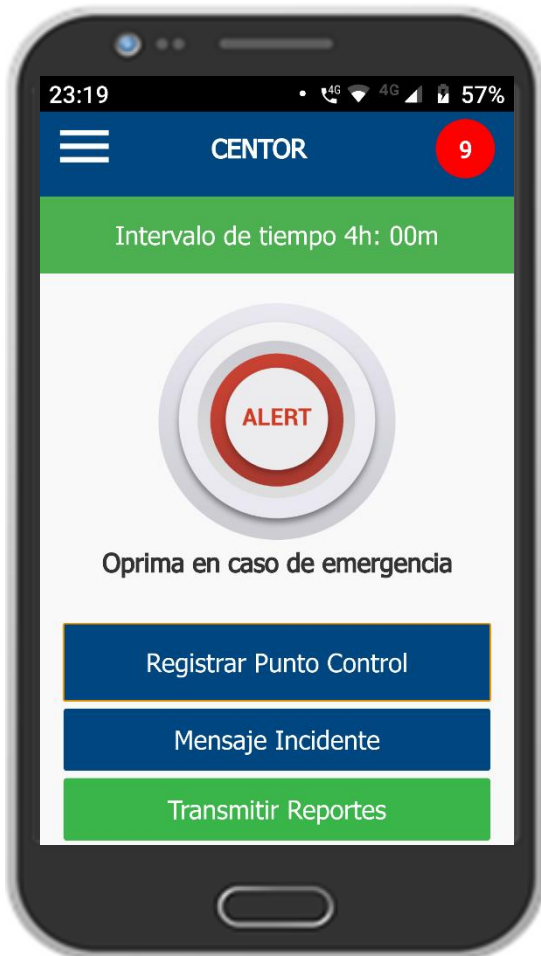 23:19 4G 4G 57%
CENTOR 9
Intervalo de tiempo 4h: 00m
ALERT
Oprima en caso de emergencia
Registrar Punto Control
Mensaje Incidente
Transmitir Reportes